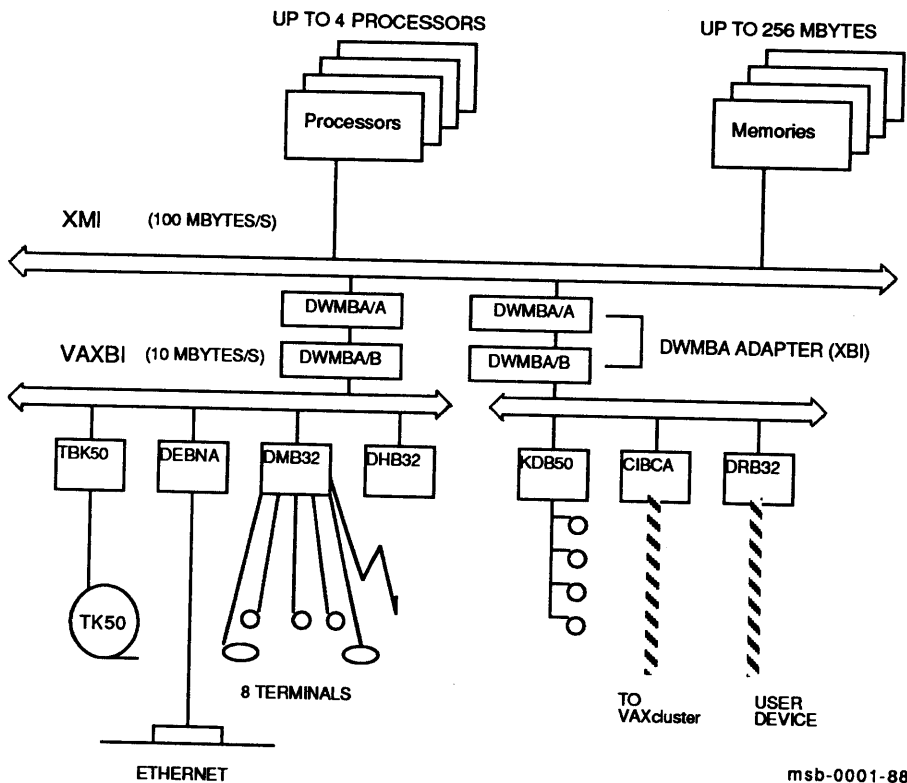 UP TO 4 PROCESSORS
UP TO 256 MBYTES
Processors
Memories
XMI (100 MBYTES/S)
DWMBA/A
DWMBA/A
DWMBA ADAPTER (XBI)
VAXBI (10 MBYTES/S)
DWMBA/B
DWMBA/B
TBK50
DEBNA
DMB32
DHB32
KDB50
CIBCA
DRB32
TK50
8 TERMINALS
TO
VAXcluster
USER
DEVICE
ETHERNET
msb-0001-88